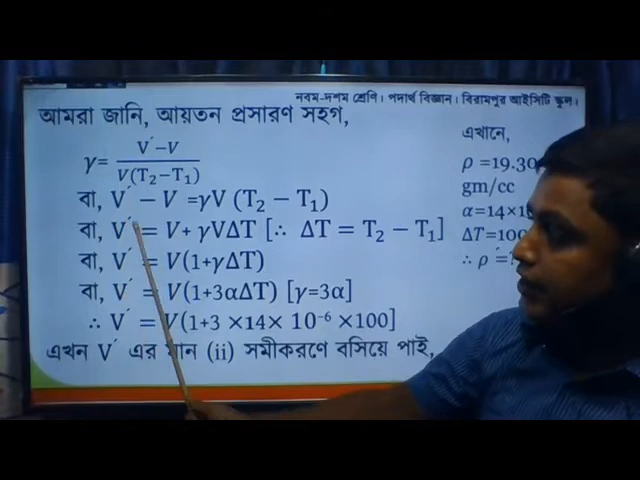 নবম-দশম শ্রেণি। পদার্থ বিজ্ঞান। বিরামপুর আইসিটি স্কুল।
আমরা জানি, আয়তন প্রসারণ সহগ,
γ= V´−V / V(T₂−T₁)
বা, V´ − V =γV (T₂ − T₁)
বা, V´ = V+ γVΔT [∴ ΔT = T₂ − T₁]
বা, V´ = V(1+γΔT)
বা, V´ = V(1+3αΔT) [γ=3α]
∴ V´ = V(1+3 ×14× 10⁻⁶ ×100]
এখন V´ এর মান (ii) সমীকরণে বসিয়ে পাই,
এখানে,
ρ =19.30
gm/cc
α=14×10
ΔT=100
∴ ρ´=?